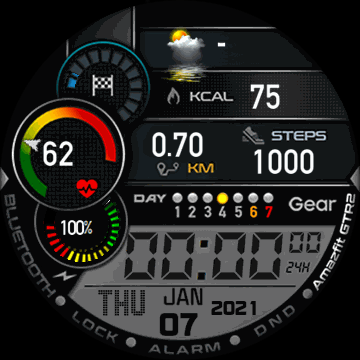 -
KCAL 75
62
0.70 KM
STEPS 1000
100%
DAY
1 2 3 4 5 6 7
Gear
00:00 00
24H
THU JAN 07 2021
BLUETOOTH LOCK ALARM DND Amazfit GTR2